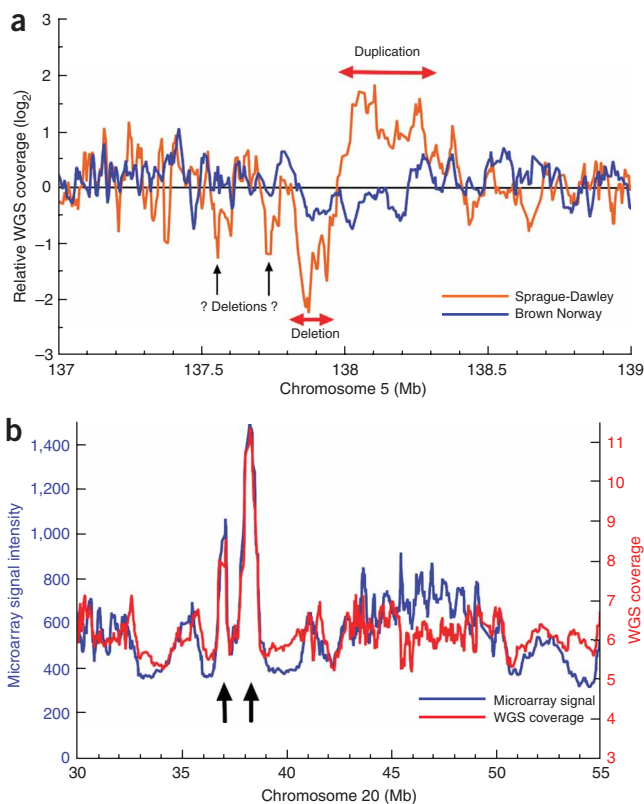 a
3
2
1
0
–1
–2
–3
Relative WGS coverage (log2)
Duplication
? Deletions ?
Deletion
Sprague-Dawley
Brown Norway
137
137.5
138
138.5
139
Chromosome 5 (Mb)
b
1,400
1,200
1,000
800
600
400
200
0
Microarray signal intensity
11
10
9
8
7
6
5
4
3
WGS coverage
Microarray signal
WGS coverage
30
35
40
45
50
55
Chromosome 20 (Mb)